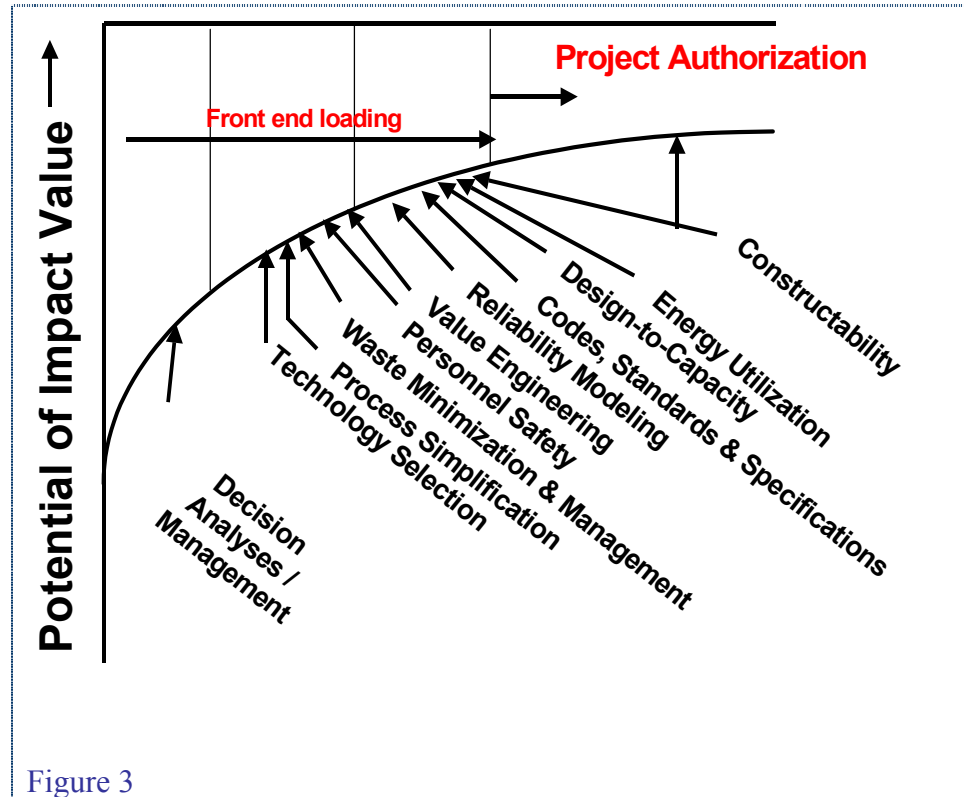 Potential of Impact Value
Project Authorization
Front end loading
Decision
Analyses /
Management
Technology Selection
Process Simplification
Waste Minimization & Management
Personnel Safety
Value Engineering
Reliability Modeling
Codes, Standards & Specifications
Design-to-Capacity
Energy Utilization
Constructability
Figure 3